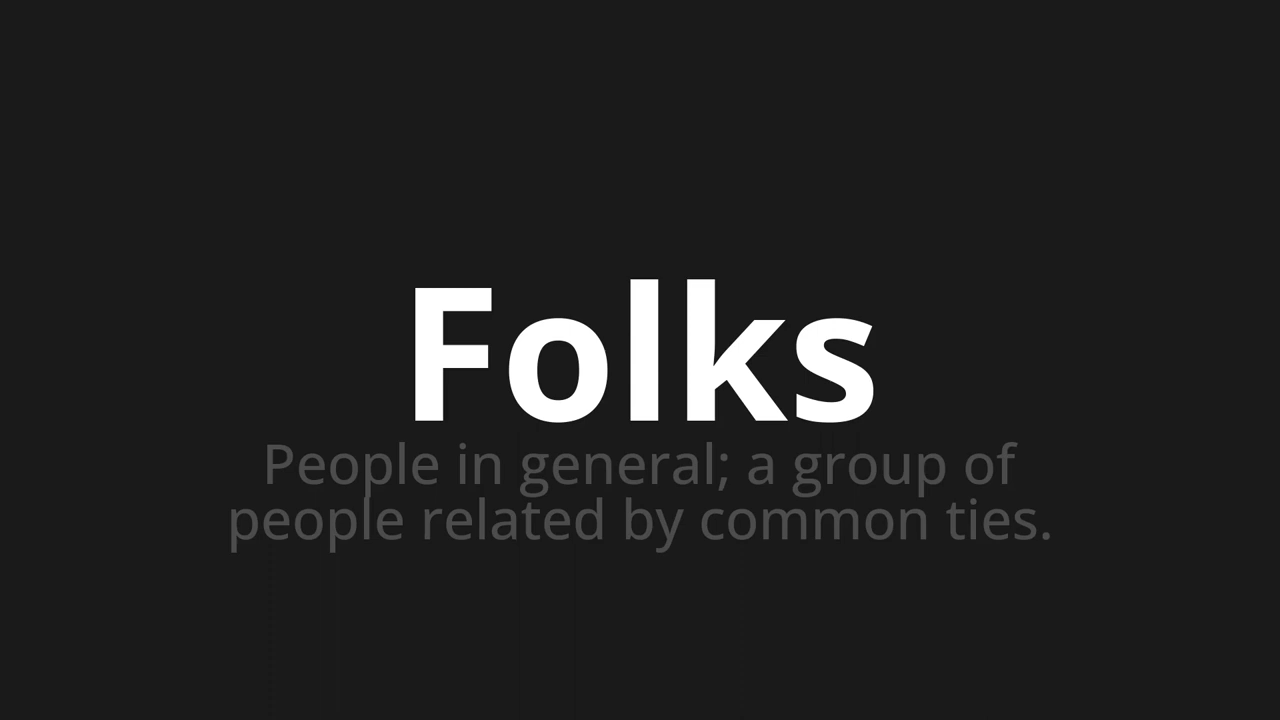 Folks
People in general; a group of
people related by common ties.